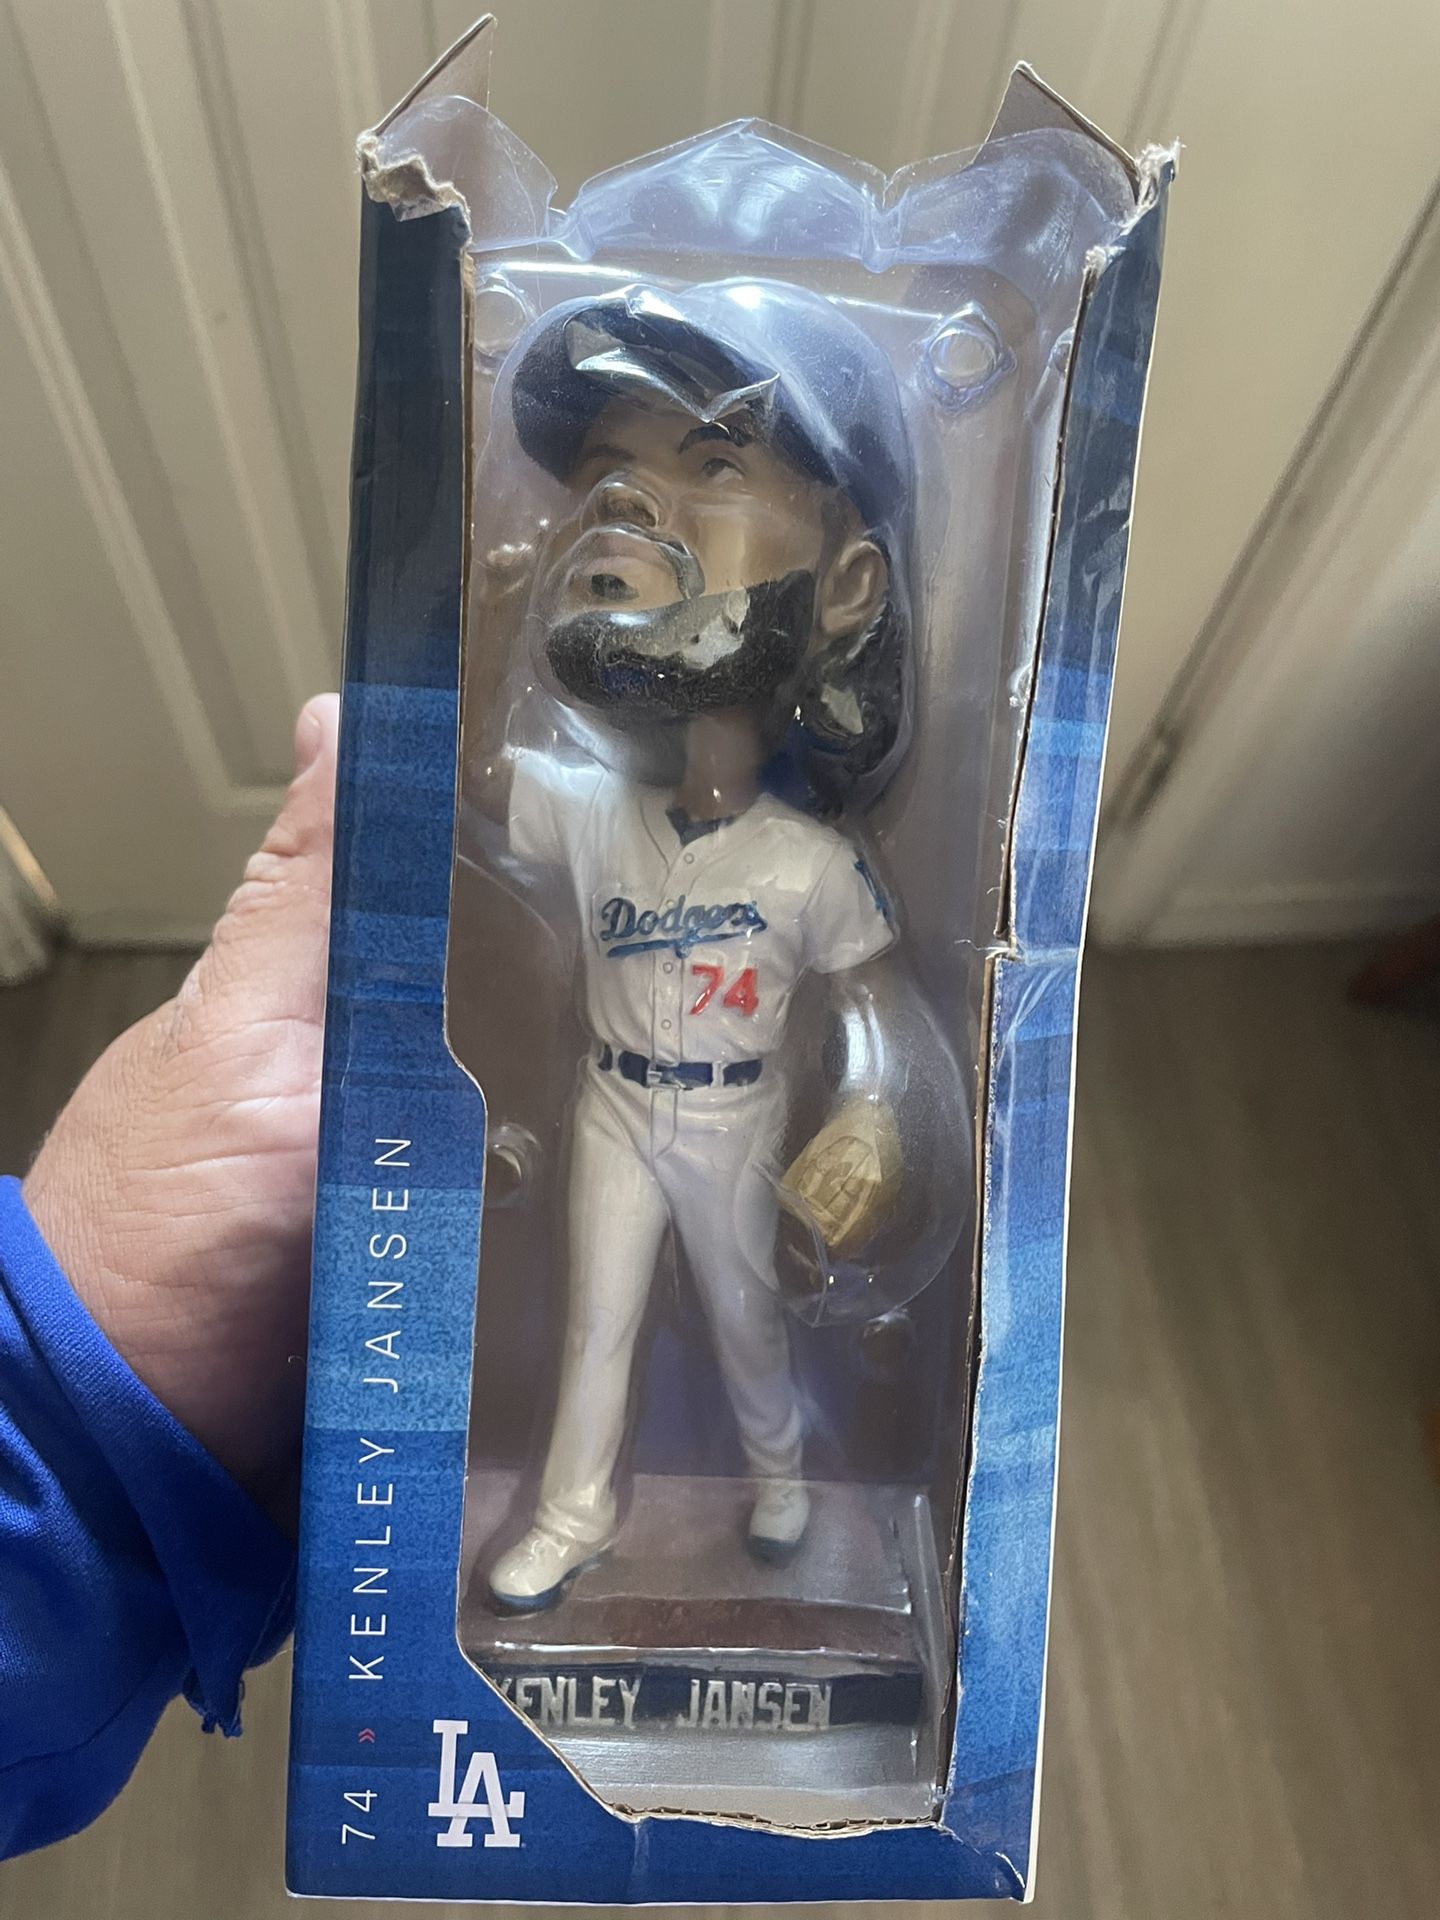 Dodgers
74
KENLEY JANSEN
74 » KENLEY JANSEN
LA